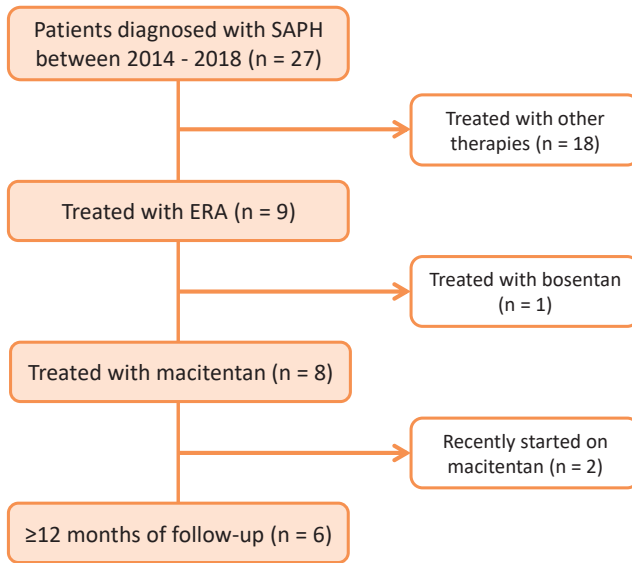 Patients diagnosed with SAPH
between 2014 - 2018 (n = 27)
Treated with other
therapies (n = 18)
Treated with ERA (n = 9)
Treated with bosentan
(n = 1)
Treated with macitentan (n = 8)
Recently started on
macitentan (n = 2)
≥12 months of follow-up (n = 6)